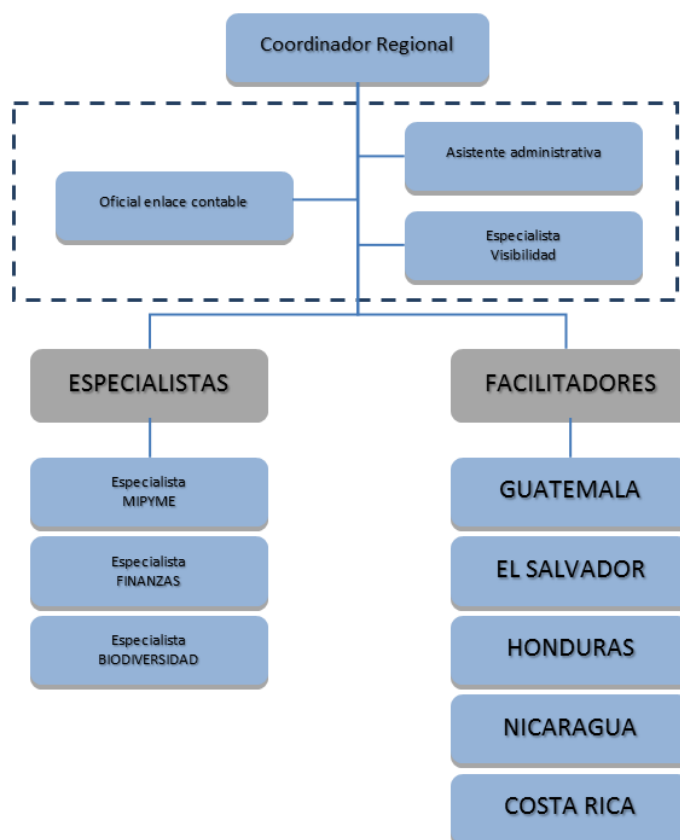 Coordinador Regional
Asistente administrativa
Oficial enlace contable
Especialista
Visibilidad
ESPECIALISTAS
FACILITADORES
Especialista
MIPYME
Especialista
FINANZAS
Especialista
BIODIVERSIDAD
GUATEMALA
EL SALVADOR
HONDURAS
NICARAGUA
COSTA RICA